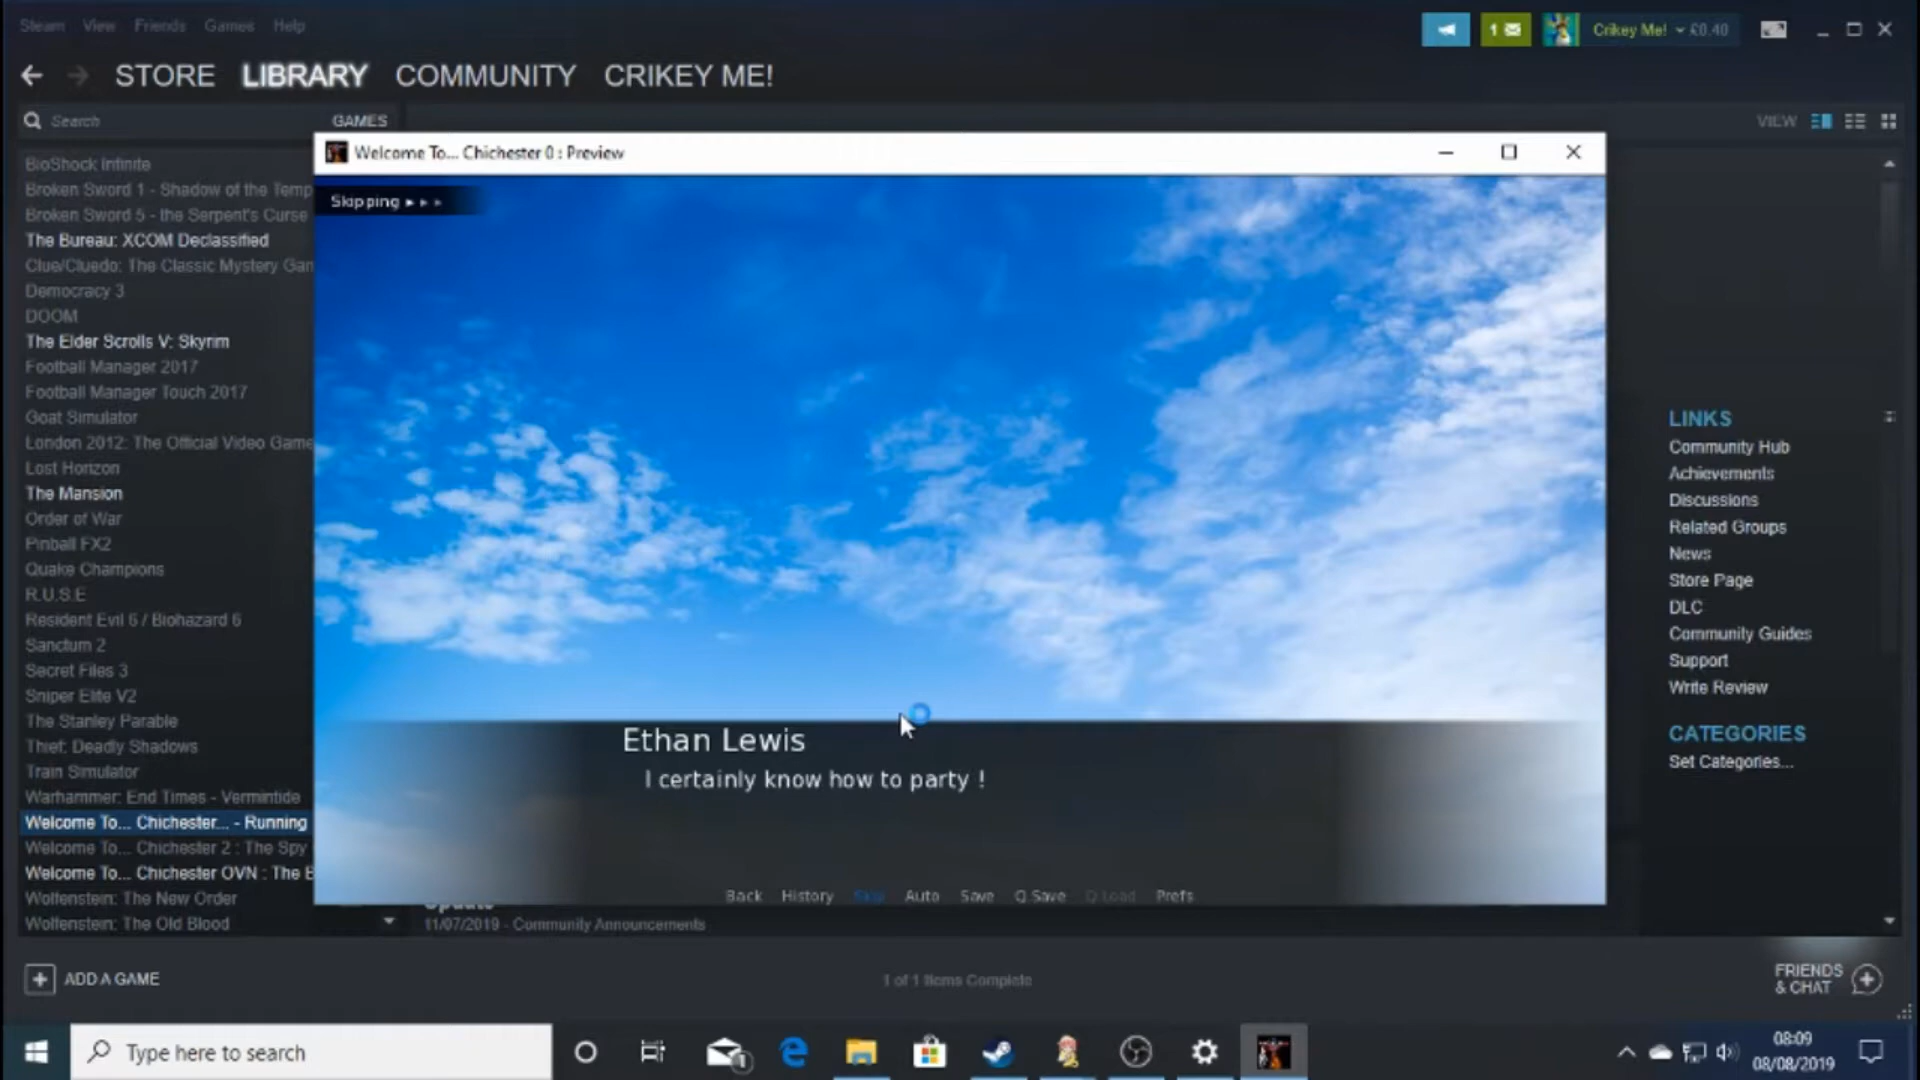 Steam View Friends Games Help
1
Crikey Me! £0.40
STORE LIBRARY COMMUNITY CRIKEY ME!
Search
GAMES
VIEW
Welcome To... Chichester 0 : Preview
Skipping
BioShock Infinite
Broken Sword 1 - Shadow of the Temp
Broken Sword 5 - the Serpent's Curse
The Bureau: XCOM Declassified
Clue/Cluedo: The Classic Mystery Gam
Democracy 3
DOOM
The Elder Scrolls V: Skyrim
Football Manager 2017
Football Manager Touch 2017
Goat Simulator
London 2012: The Official Video Game
Lost Horizon
The Mansion
Order of War
Pinball FX2
Quake Champions
R.U.S.E
Resident Evil 6 / Biohazard 6
Sanctum 2
Secret Files 3
Sniper Elite V2
The Stanley Parable
Thief: Deadly Shadows
Train Simulator
Warhammer: End Times - Vermintide
Welcome To... Chichester... - Running
Welcome To... Chichester 2 : The Spy
Welcome To... Chichester OVN : The B
Wolfenstein: The New Order
Wolfenstein: The Old Blood
Ethan Lewis
I certainly know how to party !
Back History Skip Auto Save Q.Save Q.Load Prefs
Update
11/07/2019 - Community Announcements
LINKS
Community Hub
Achievements
Discussions
Related Groups
News
Store Page
DLC
Community Guides
Support
Write Review
CATEGORIES
Set Categories...
ADD A GAME
1 of 1 Items Complete
FRIENDS
& CHAT
Type here to search
1
08:09
08/08/2019